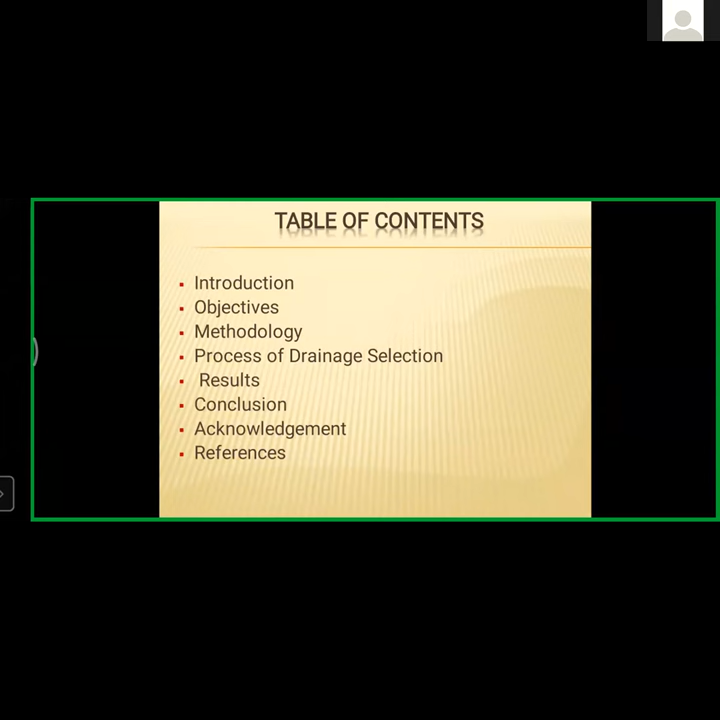 TABLE OF CONTENTS
Introduction
Objectives
Methodology
Process of Drainage Selection
Results
Conclusion
Acknowledgement
References